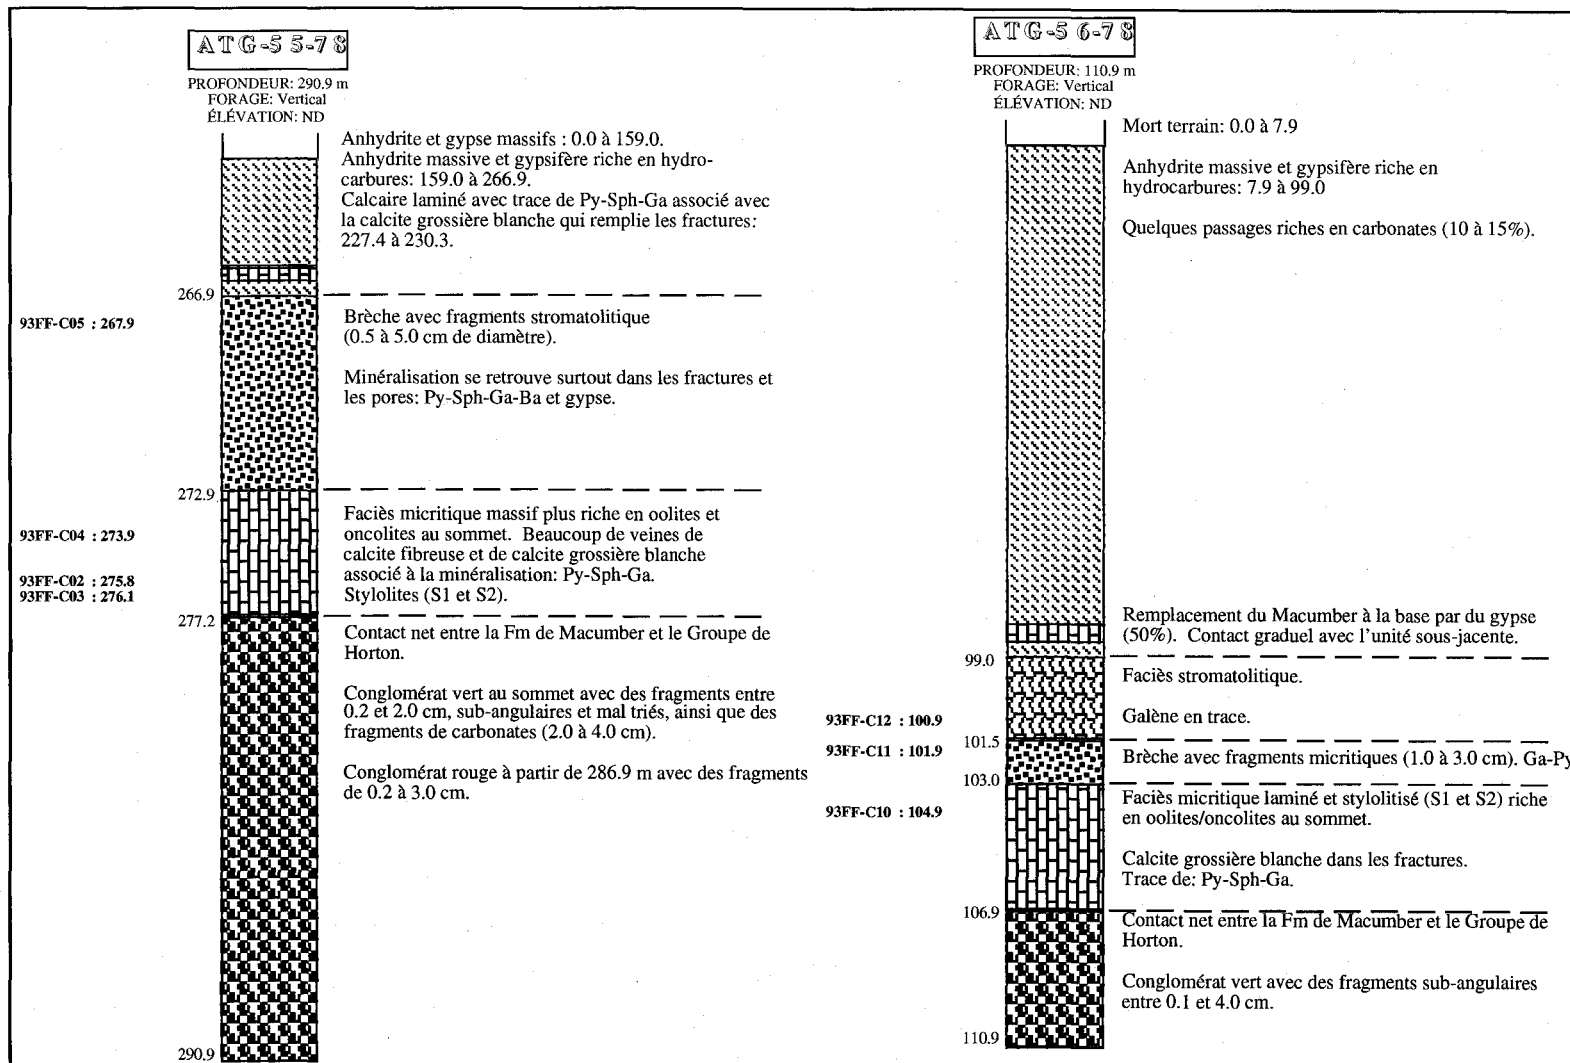 ATG-55-78
PROFONDEUR: 290.9 m
FORAGE: Vertical
ÉLÉVATION: ND
Anhydrite et gypse massifs : 0.0 à 159.0.
Anhydrite massive et gypsifère riche en hydro-
carbures: 159.0 à 266.9.
Calcaire laminé avec trace de Py-Sph-Ga associé avec
la calcite grossière blanche qui remplie les fractures:
227.4 à 230.3.
266.9
93FF-C05 : 267.9
Brèche avec fragments stromatolitique
(0.5 à 5.0 cm de diamètre).
Minéralisation se retrouve surtout dans les fractures et
les pores: Py-Sph-Ga-Ba et gypse.
272.9
Faciès micritique massif plus riche en oolites et
oncolites au sommet. Beaucoup de veines de
calcite fibreuse et de calcite grossière blanche
associé à la minéralisation: Py-Sph-Ga.
Stylolites (S1 et S2).
93FF-C04 : 273.9
93FF-C02 : 275.8
93FF-C03 : 276.1
277.2
Contact net entre la Fm de Macumber et le Groupe de
Horton.
Conglomérat vert au sommet avec des fragments entre
0.2 et 2.0 cm, sub-angulaires et mal triés, ainsi que des
fragments de carbonates (2.0 à 4.0 cm).
Conglomérat rouge à partir de 286.9 m avec des fragments
de 0.2 à 3.0 cm.
290.9
ATG-56-78
PROFONDEUR: 110.9 m
FORAGE: Vertical
ÉLÉVATION: ND
Mort terrain: 0.0 à 7.9
Anhydrite massive et gypsifère riche en
hydrocarbures: 7.9 à 99.0
Quelques passages riches en carbonates (10 à 15%).
Remplacement du Macumber à la base par du gypse
(50%). Contact graduel avec l'unité sous-jacente.
99.0
Faciès stromatolitique.
Galène en trace.
93FF-C12 : 100.9
101.5
93FF-C11 : 101.9
Brèche avec fragments micritiques (1.0 à 3.0 cm). Ga-Py
103.0
Faciès micritique laminé et stylolitisé (S1 et S2) riche
en oolites/oncolites au sommet.
93FF-C10 : 104.9
Calcite grossière blanche dans les fractures.
Trace de: Py-Sph-Ga.
106.9
Contact net entre la Fm de Macumber et le Groupe de
Horton.
Conglomérat vert avec des fragments sub-angulaires
entre 0.1 et 4.0 cm.
110.9